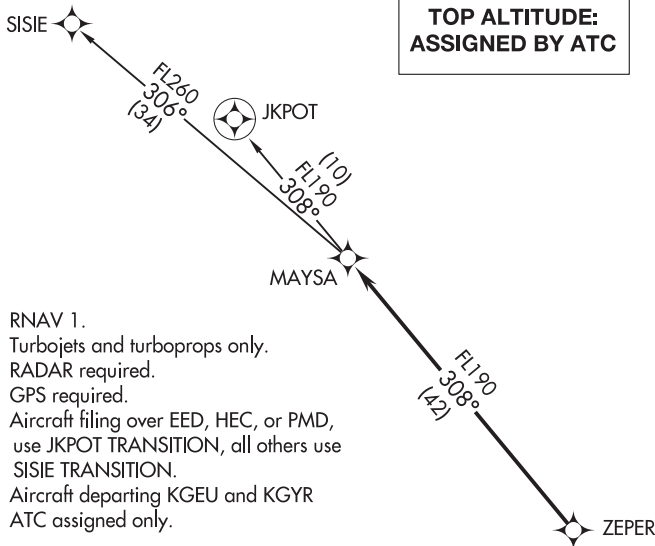 TOP ALTITUDE:
ASSIGNED BY ATC
SISIE
FL260
306°
(34)
JKPOT
(10)
FL190
308°
MAYSA
RNAV 1.
Turbojets and turboprops only.
RADAR required.
GPS required.
Aircraft filing over EED, HEC, or PMD,
use JKPOT TRANSITION, all others use
SISIE TRANSITION.
Aircraft departing KGEU and KGYR
ATC assigned only.
FL190
308°
(42)
ZEPER